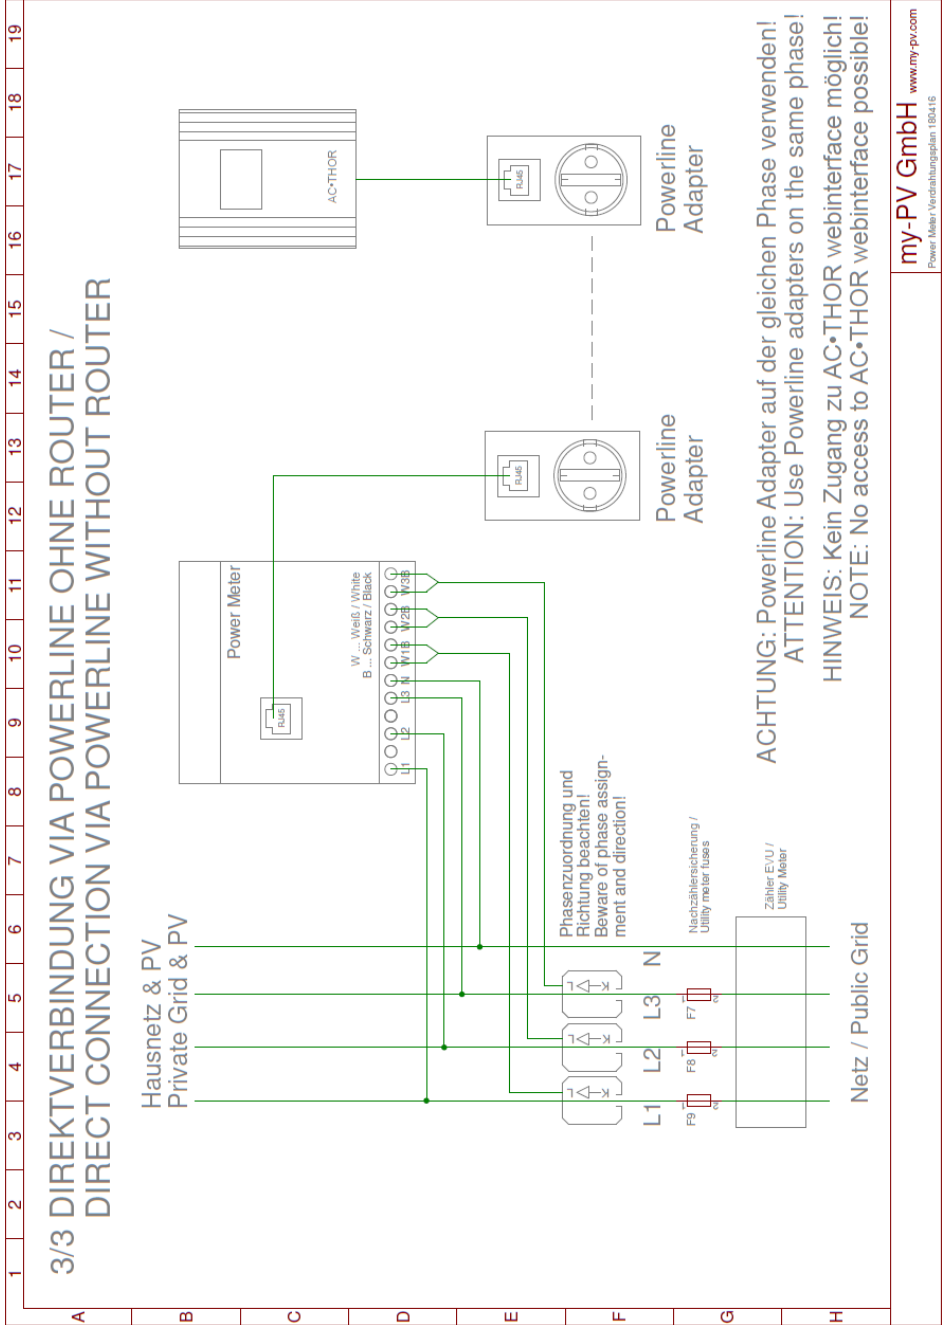 1 2 3 4 5 6 7 8 9 10 11 12 13 14 15 16 17 18 19
A
B
C
D
E
F
G
H
3/3 DIREKTVERBINDUNG VIA POWERLINE OHNE ROUTER /
DIRECT CONNECTION VIA POWERLINE WITHOUT ROUTER
Hausnetz & PV
Private Grid & PV
Power Meter
RJ45
W ... Weiß / White
B ... Schwarz / Black
L1 L2 L3 N W1B W2B W3B
AC•THOR
RJ45
RJ45
Powerline
Adapter
Powerline
Adapter
Phasenzuordnung und
Richtung beachten!
Beware of phase assign-
ment and direction!
K L
K L
K L
L1 L2 L3 N
Nachzählersicherung /
Utility meter fuses
F9 1 2
F8 1 2
F7 1 2
Zähler EVU /
Utility Meter
Netz / Public Grid
ACHTUNG: Powerline Adapter auf der gleichen Phase verwenden!
ATTENTION: Use Powerline adapters on the same phase!
HINWEIS: Kein Zugang zu AC•THOR webinterface möglich!
NOTE: No access to AC•THOR webinterface possible!
my-PV GmbH www.my-pv.com
Power Meter Verdrahtungsplan 180416